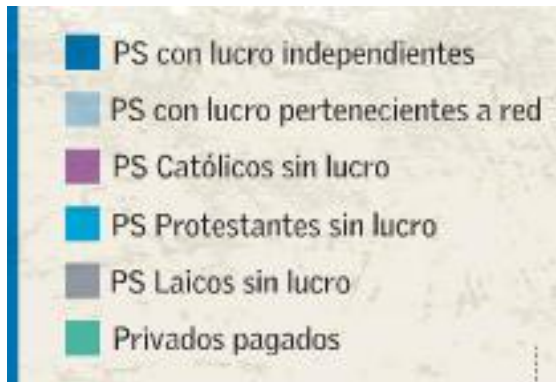 PS con lucro independientes
PS con lucro pertenecientes a red
PS Católicos sin lucro
PS Protestantes sin lucro
PS Laicos sin lucro
Privados pagados